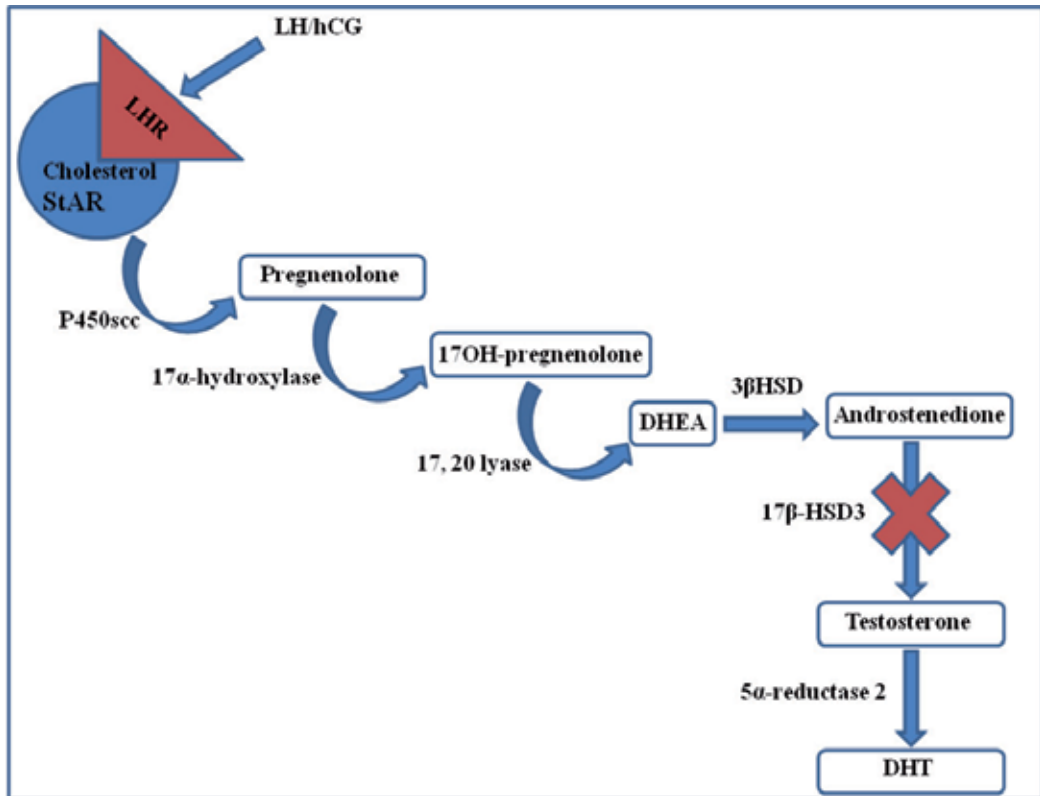 LH/hCG
LHR
Cholesterol
StAR
Pregnenolone
P450scc
17α-hydroxylase
17OH-pregnenolone
3βHSD
DHEA
Androstenedione
17, 20 lyase
17β-HSD3
Testosterone
5α-reductase 2
DHT